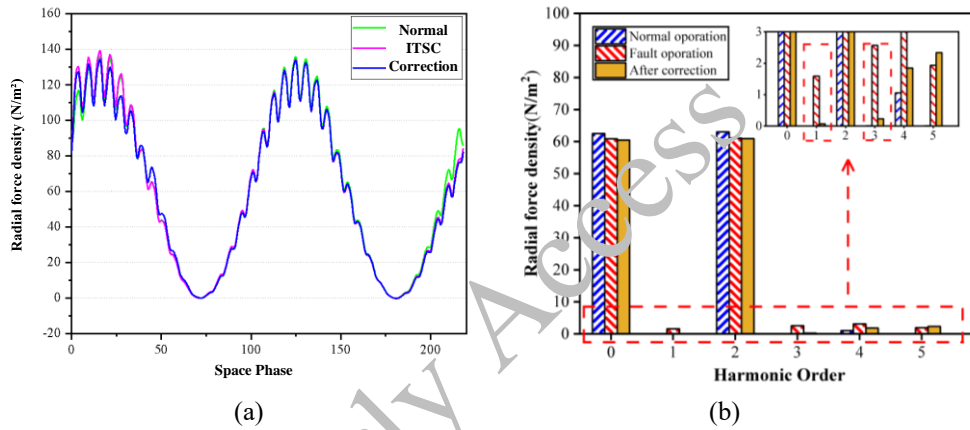 160
140
120
100
80
60
40
20
0
-20
Radial force density (N/m²)
0 50 100 150 200
Space Phase
Normal
ITSC
Correction
(a)
100
90
80
70
60
50
40
30
20
10
0
Radial force density(N/m²)
Normal oporation
Fault oporation
After correction
3
2
1
0
0 1 2 3 4 5
0 1 2 3 4 5
Harmonic Order
(b)
ly Access